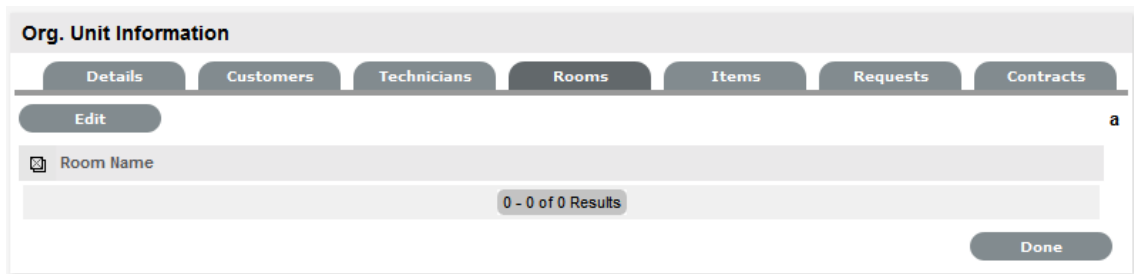 Org. Unit Information
Details Customers Technicians Rooms Items Requests Contracts
Edit a
Room Name
0 - 0 of 0 Results
Done